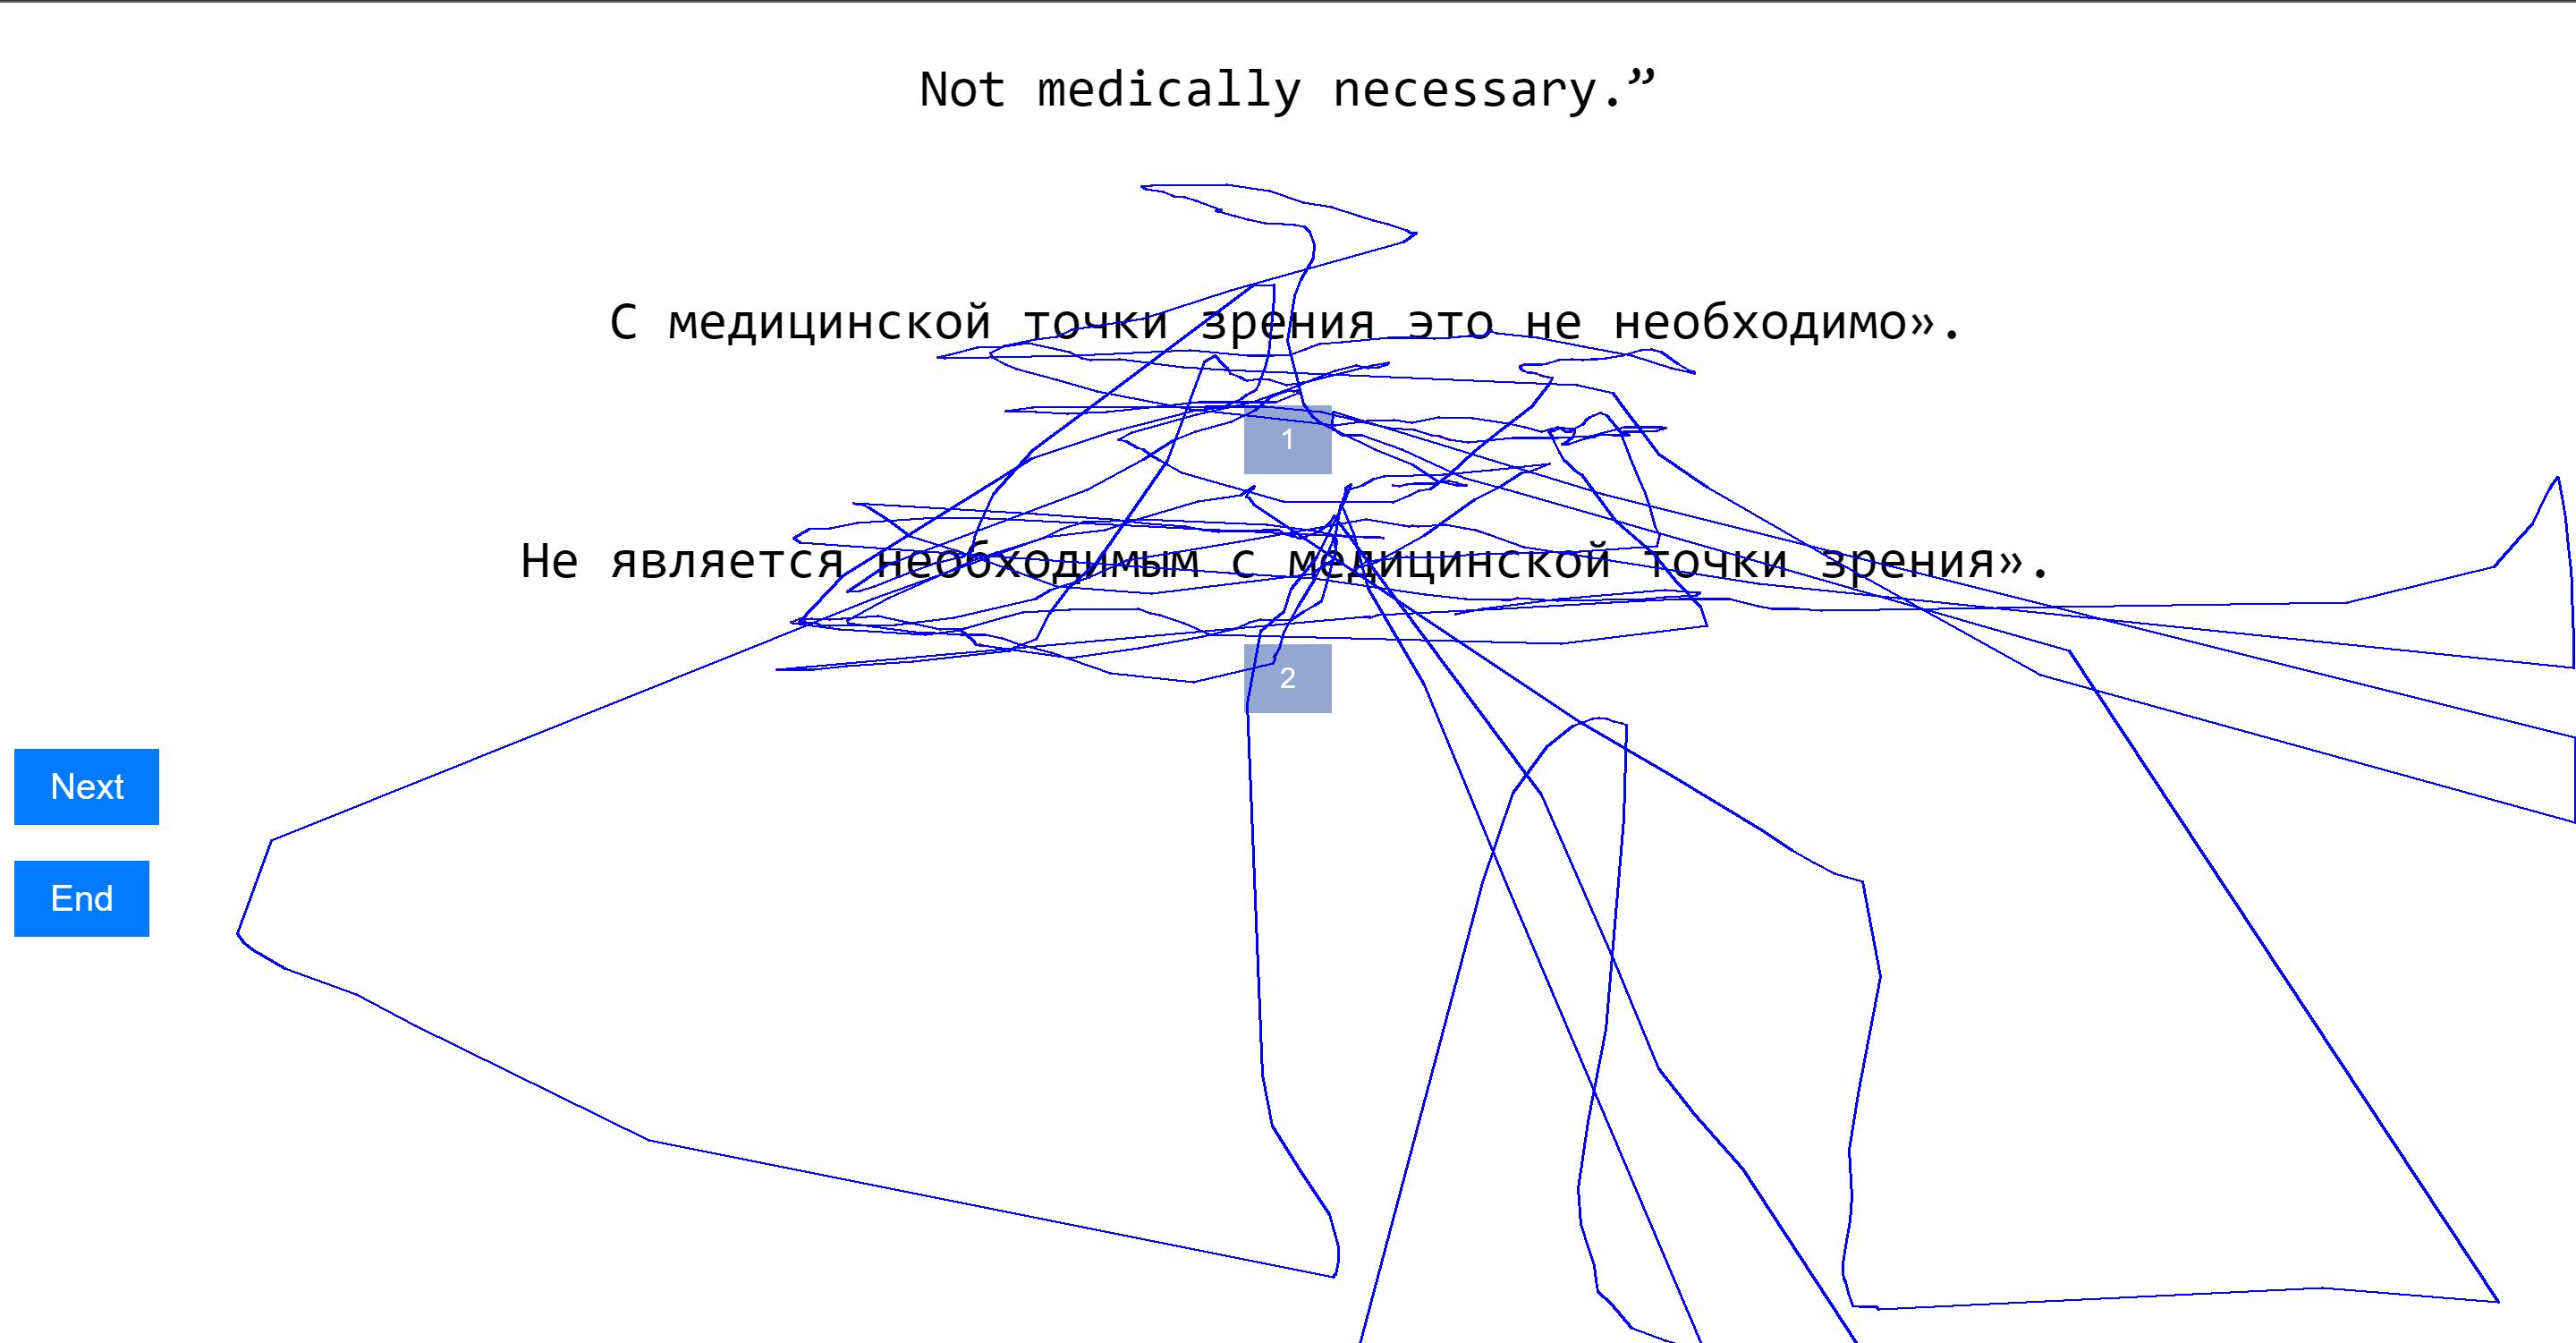 Not medically necessary.”
С медицинской точки зрения это не необходимо».
1
Не является необходимым с медицинской точки зрения».
2
Next
End